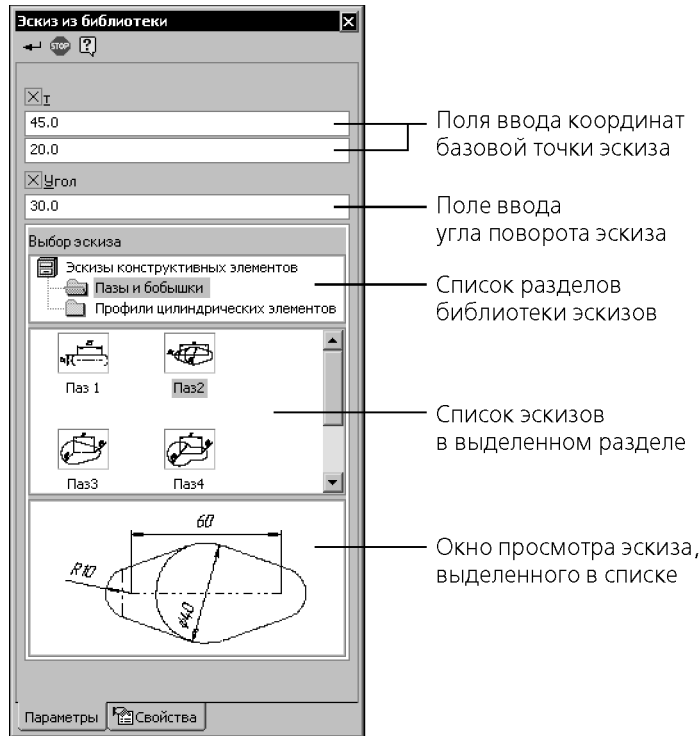 Эскиз из библиотеки
STOP
т
45.0
20.0
Поля ввода координат
базовой точки эскиза
Угол
30.0
Поле ввода
угла поворота эскиза
Выбор эскиза
Эскизы конструктивных элементов
Пазы и бобышки
Профили цилиндрических элементов
Список разделов
библиотеки эскизов
Паз 1
Паз2
Паз3
Паз4
Список эскизов
в выделенном разделе
60
R10
ϕ40
Окно просмотра эскиза,
выделенного в списке
Параметры
Свойства